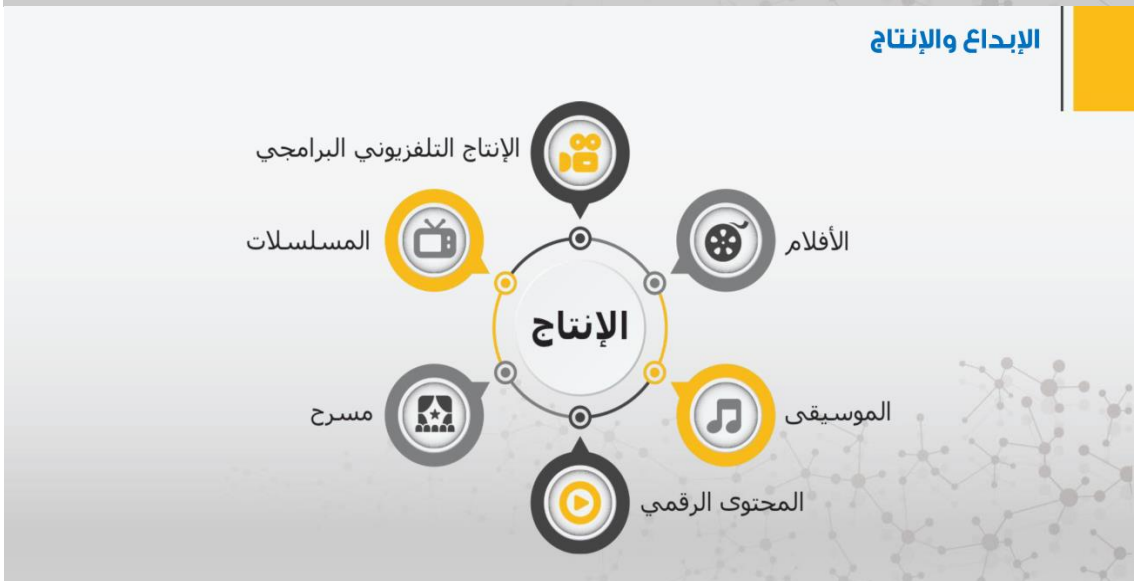 الإبداع والإنتاج
الإنتاج التلفزيوني البرامجي
الأفلام
المسلسلات
الإنتاج
الموسيقى
مسرح
المحتوى الرقمي